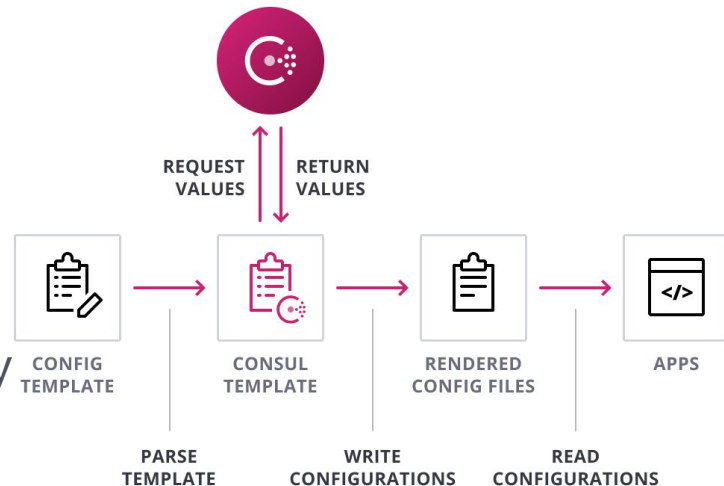 REQUEST
VALUES
RETURN
VALUES
CONFIG
TEMPLATE
CONSUL
TEMPLATE
RENDERED
CONFIG FILES
APPS
PARSE
TEMPLATE
WRITE
CONFIGURATIONS
READ
CONFIGURATIONS